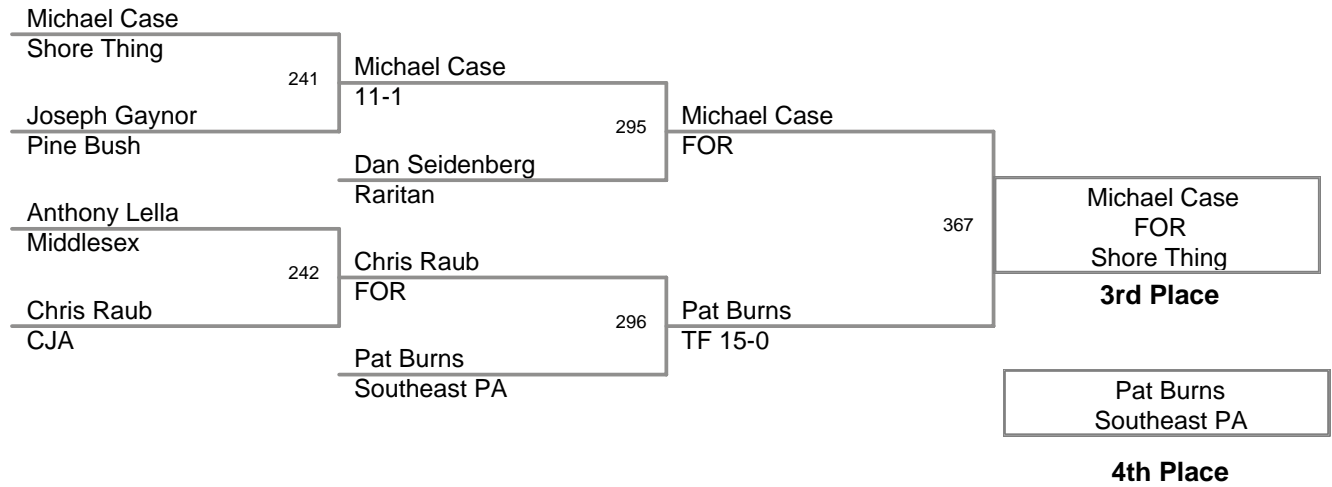 Michael Case
Shore Thing
241
Joseph Gaynor
Pine Bush
Anthony Lella
Middlesex
242
Chris Raub
CJA
Michael Case
11-1
295
Dan Seidenberg
Raritan
Chris Raub
FOR
296
Pat Burns
Southeast PA
Michael Case
FOR
367
Pat Burns
TF 15-0
Michael Case
FOR
Shore Thing
3rd Place
Pat Burns
Southeast PA
4th Place